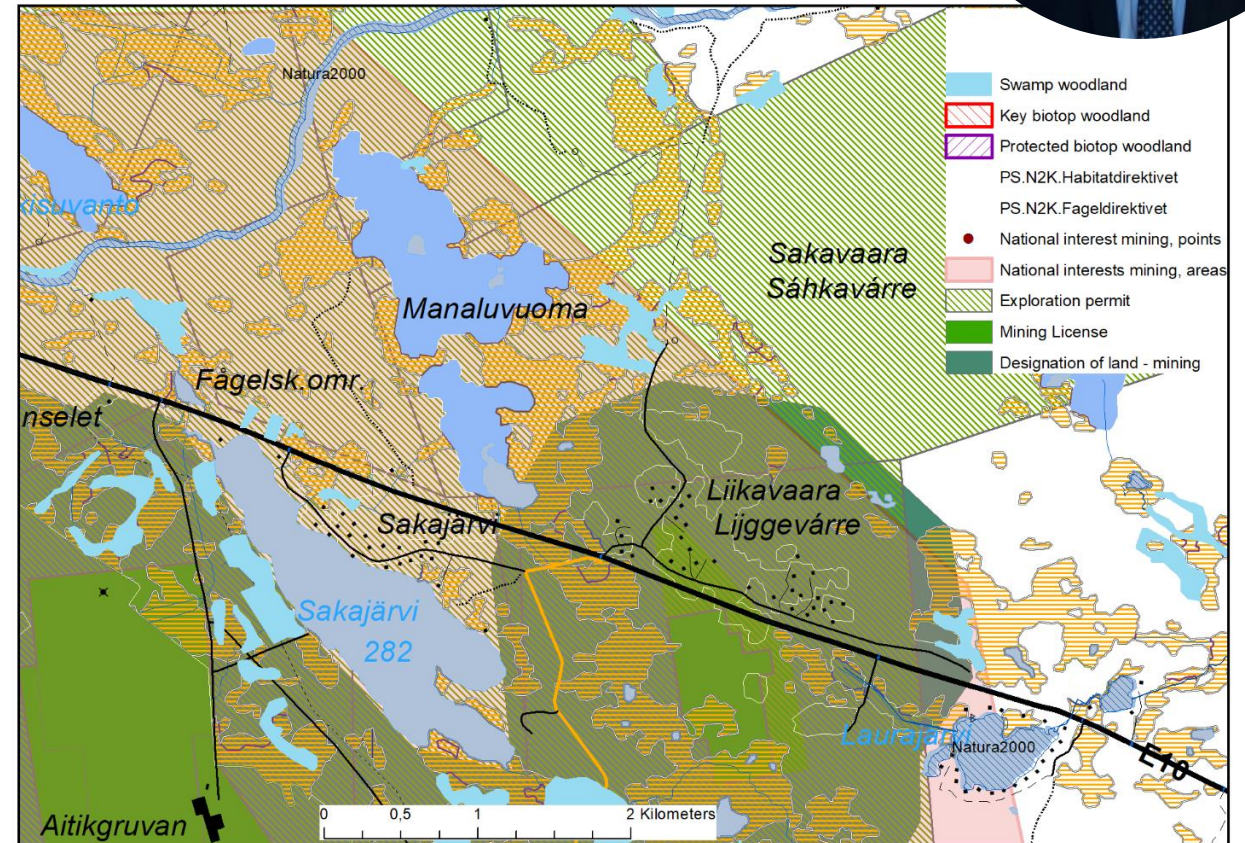 Natura2000
kisuvanto
Manaluvuoma
Sakavaara
Sáhkavárre
Fågelsk.omr.
nselet
Sakajärvi
Liikavaara
Lijggevárre
Sakajärvi
282
Laurajärvi
Natura2000
E10
Aitikgruvan
0 0,5 1 2 Kilometers
Swamp woodland
Key biotop woodland
Protected biotop woodland
PS.N2K.Habitatdirektivet
PS.N2K.Fageldirektivet
National interest mining, points
National interests mining, areas
Exploration permit
Mining License
Designation of land - mining